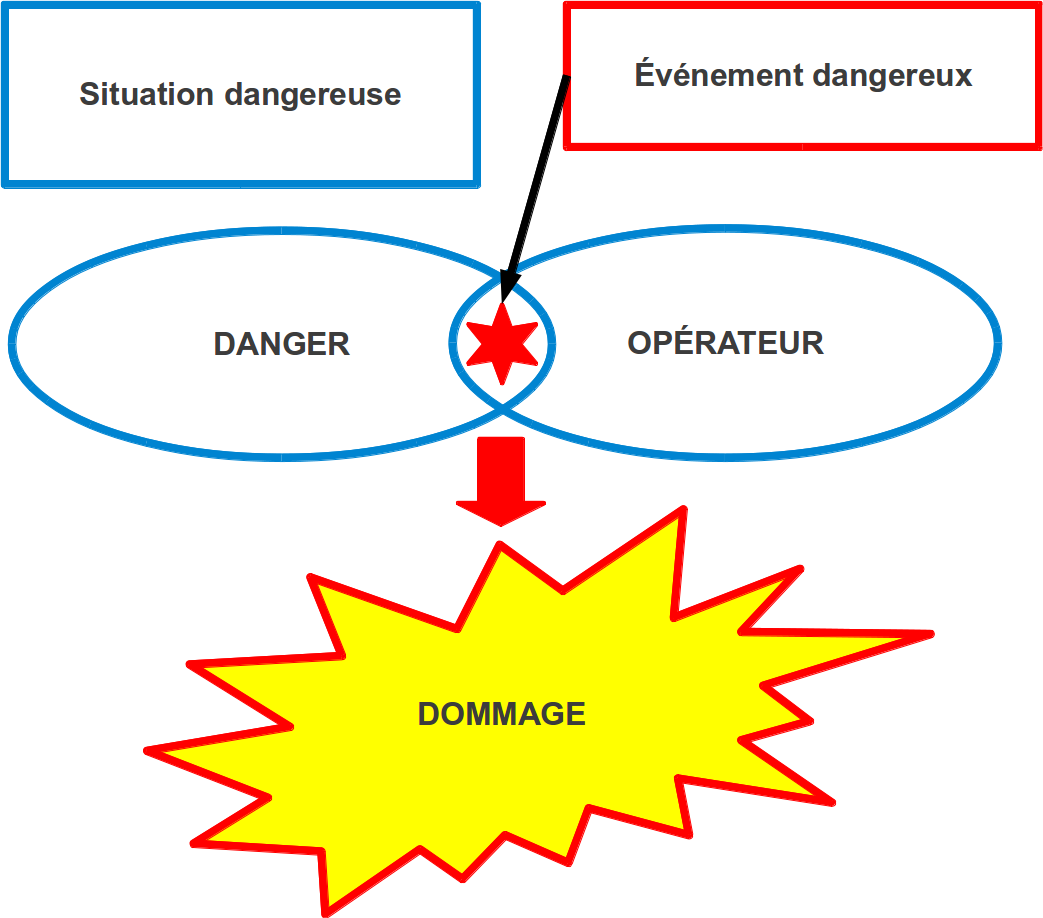 Situation dangereuse
Événement dangereux
DANGER
OPÉRATEUR
DOMMAGE